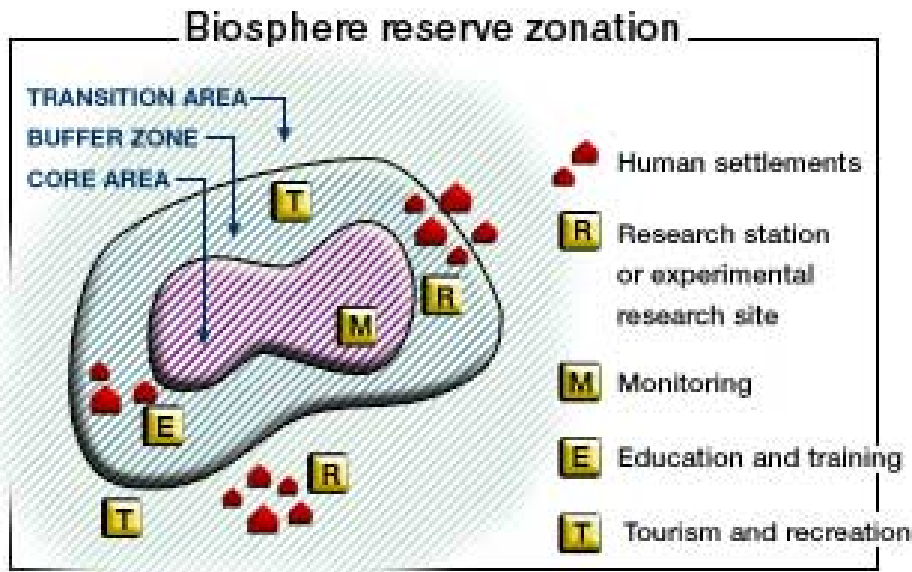 Biosphere reserve zonation
TRANSITION AREA
BUFFER ZONE
CORE AREA
T
R
M
E
R
T
Human settlements
R Research station
or experimental
research site
M Monitoring
E Education and training
T Tourism and recreation